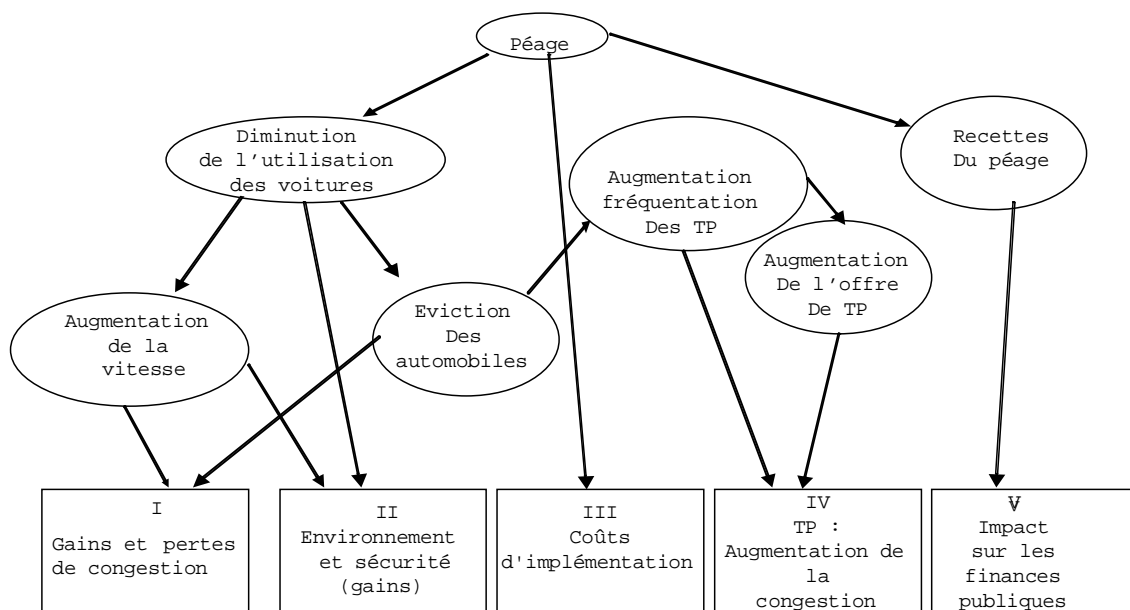 Péage
Diminution
de l'utilisation
des voitures
Recettes
Du péage
Augmentation
fréquentation
Des TP
Augmentation
De l'offre
De TP
Augmentation
de la
vitesse
Eviction
Des
automobiles
I
Gains et pertes
de congestion
II
Environnement
et sécurité
(gains)
III
Coûts
d'implémentation
IV
TP :
Augmentation de
la
congestion
V
Impact
sur les
finances
publiques